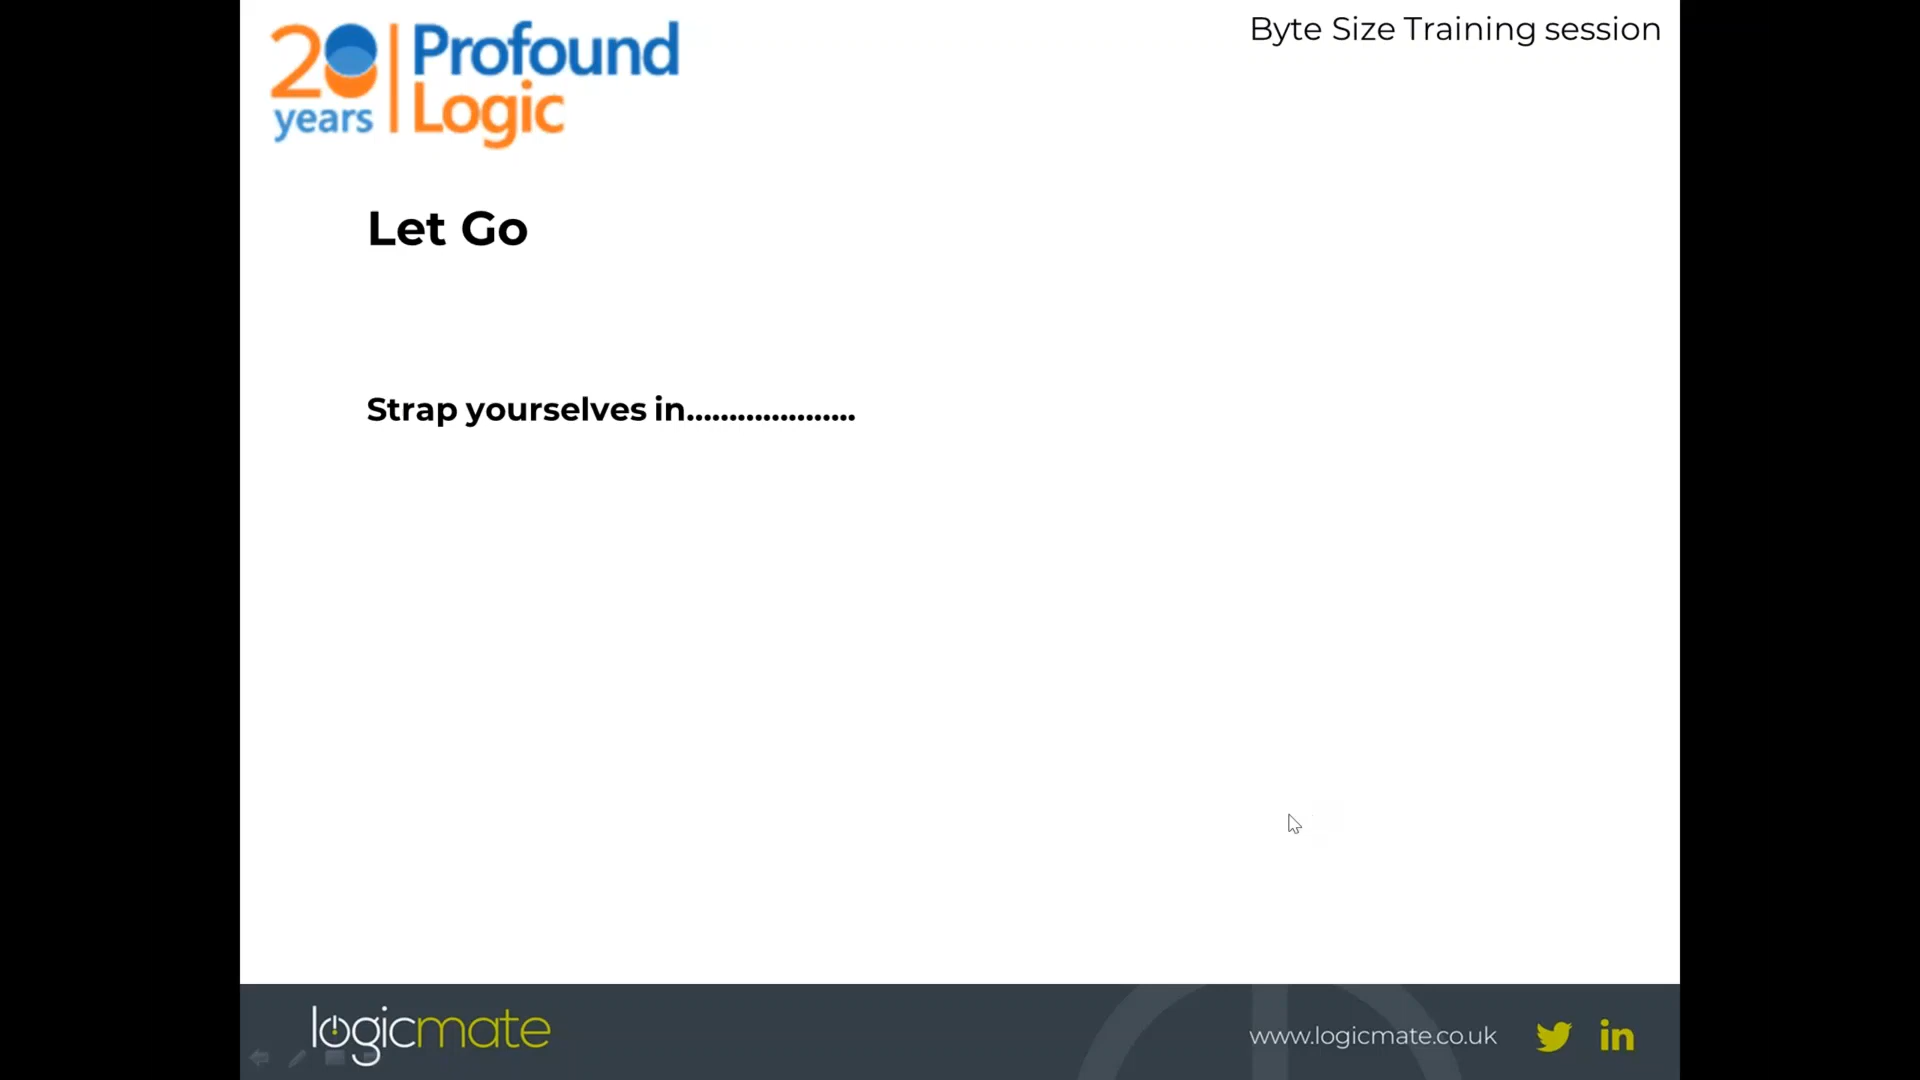 20 years Profound Logic
Byte Size Training session
Let Go
Strap yourselves in....................
logicmate
www.logicmate.co.uk
in